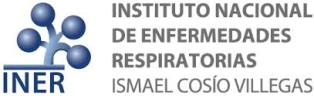 INER
INSTITUTO NACIONAL
DE ENFERMEDADES
RESPIRATORIAS
ISMAEL COSÍO VILLEGAS